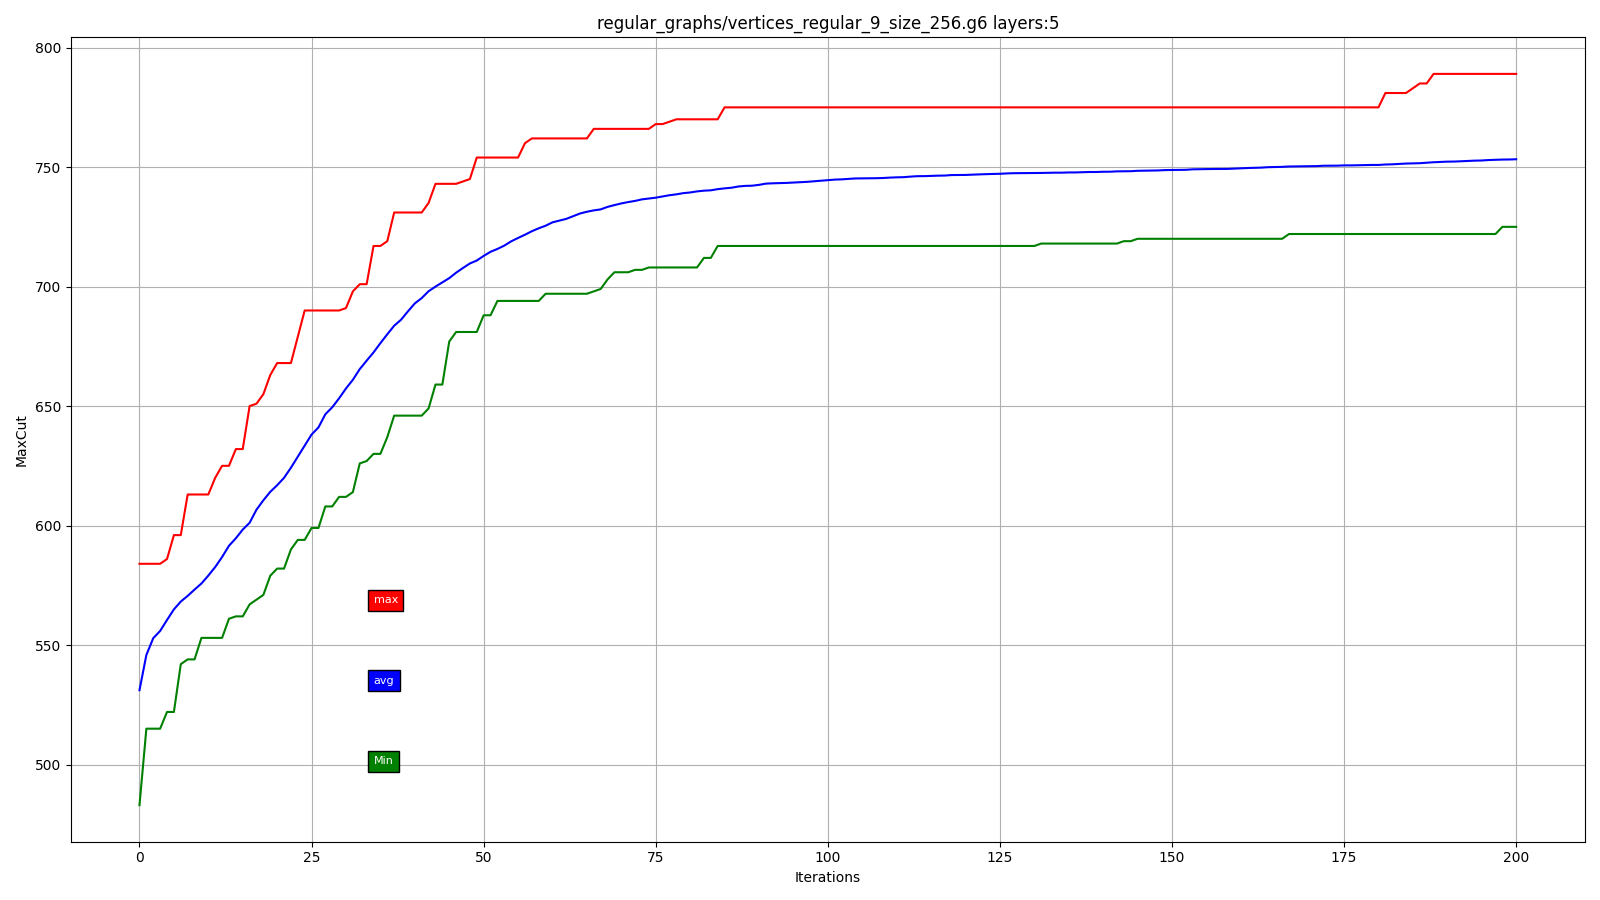 regular_graphs/vertices_regular_9_size_256.g6 layers:5
800
750
700
650
600
550
500
MaxCut
max
avg
Min
0 25 50 75 100 125 150 175 200
Iterations